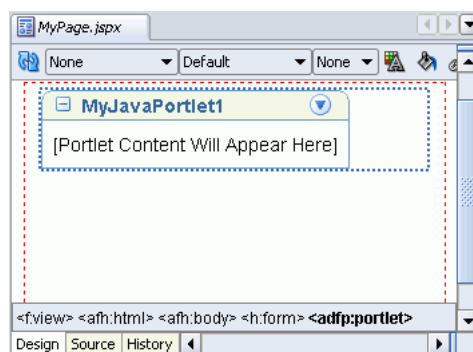 MyPage.jspx
None Default None
MyJavaPortlet1
[Portlet Content Will Appear Here]
<f:view> <afh:html> <afh:body> <h:form> <adfp:portlet>
Design Source History